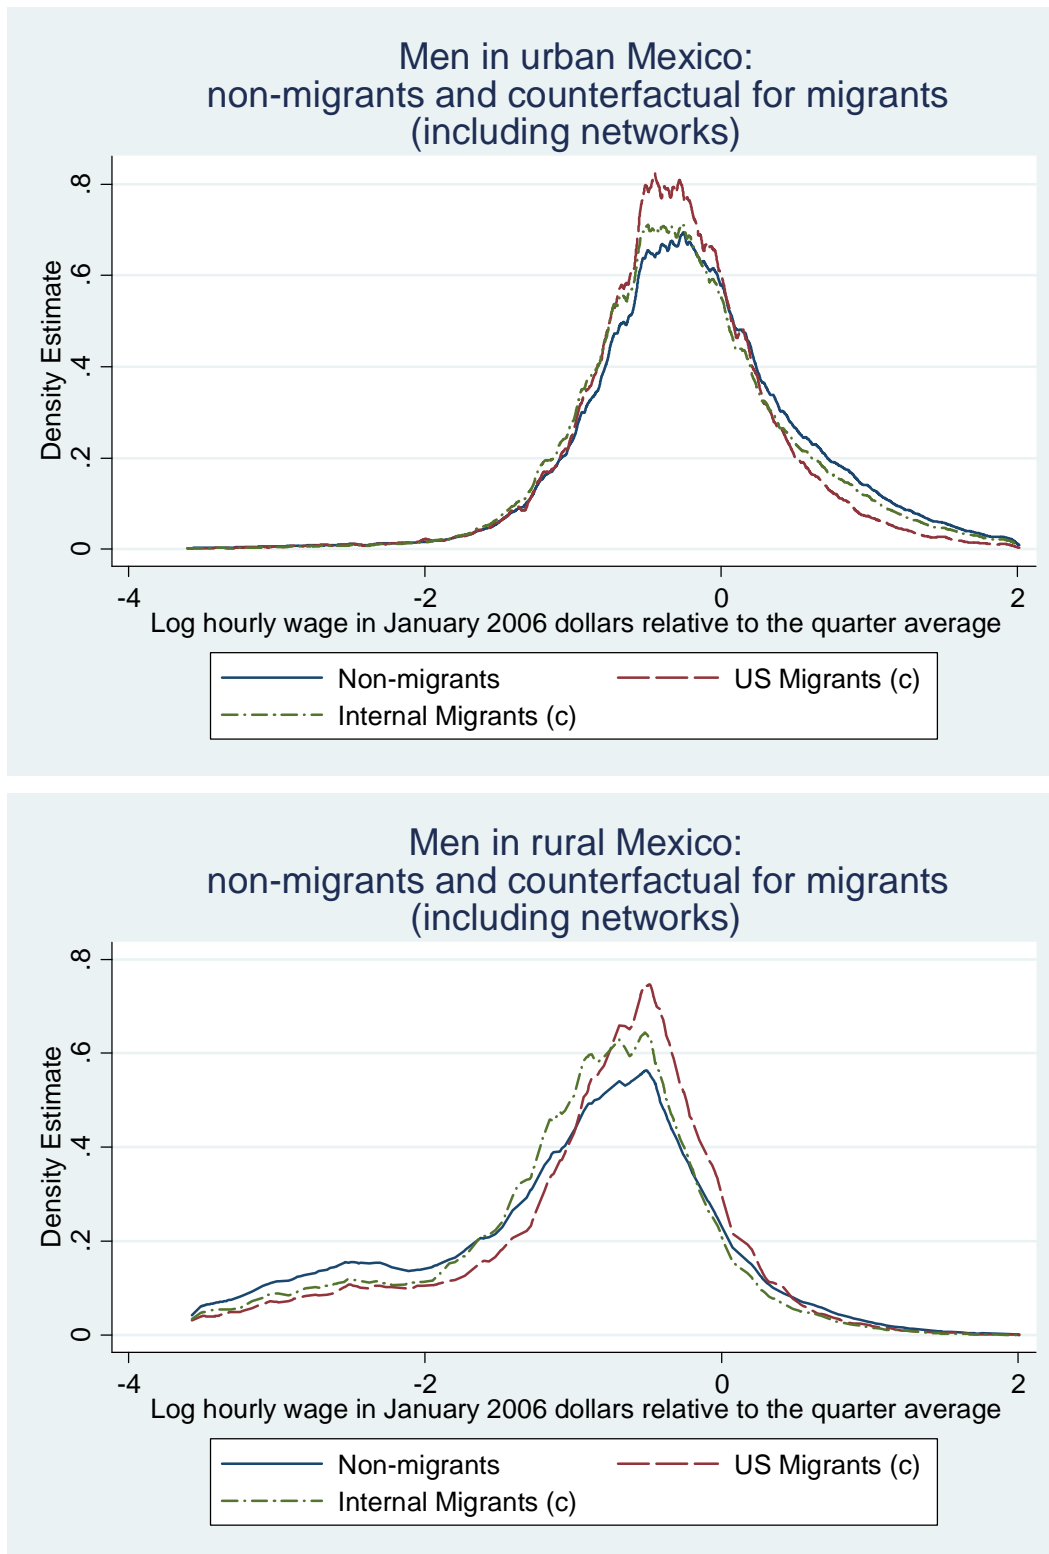 Men in urban Mexico:
non-migrants and counterfactual for migrants
(including networks)
Density Estimate
.8
.6
.4
.2
0
-4 -2 0 2
Log hourly wage in January 2006 dollars relative to the quarter average
Non-migrants US Migrants (c)
Internal Migrants (c)
Men in rural Mexico:
non-migrants and counterfactual for migrants
(including networks)
Density Estimate
.8
.6
.4
.2
0
-4 -2 0 2
Log hourly wage in January 2006 dollars relative to the quarter average
Non-migrants US Migrants (c)
Internal Migrants (c)